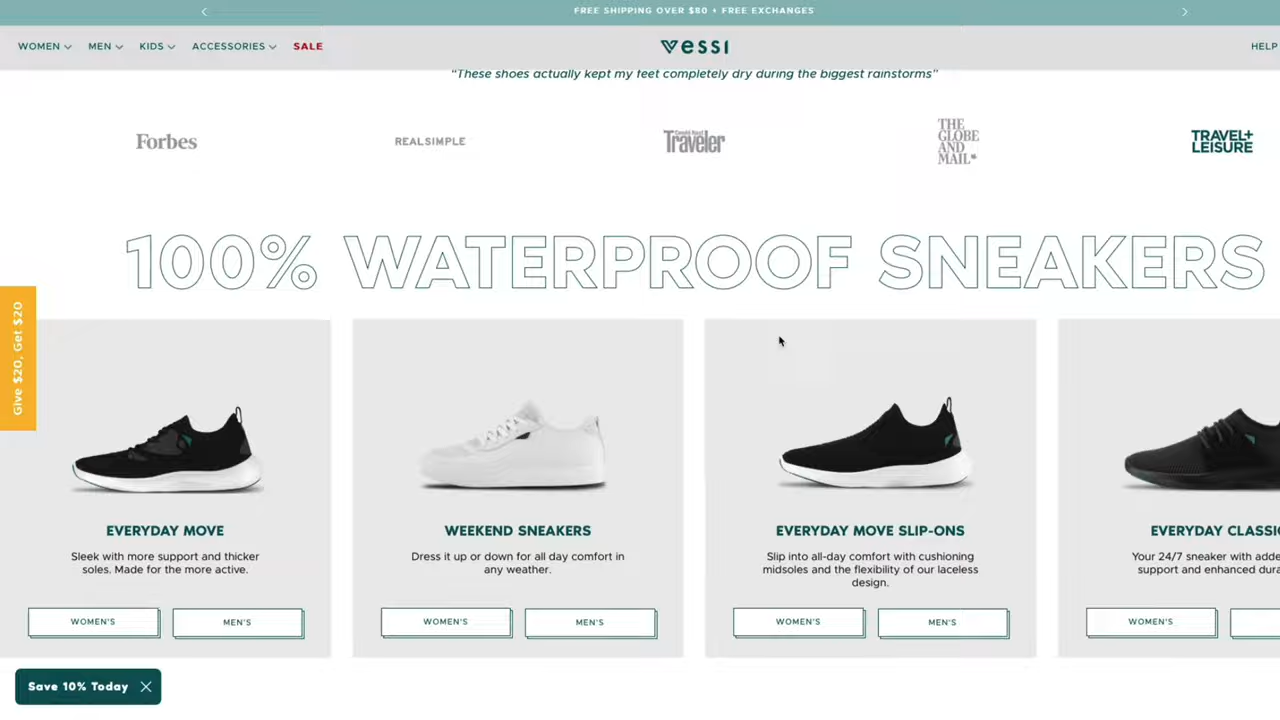 FREE SHIPPING OVER $80 + FREE EXCHANGES
WOMEN MEN KIDS ACCESSORIES SALE vessi HELP
"These shoes actually kept my feet completely dry during the biggest rainstorms"
Forbes REALSIMPLE Condé Nast Traveler THE GLOBE AND MAIL TRAVEL+ LEISURE
100% WATERPROOF SNEAKERS
Give $20, Get $20
EVERYDAY MOVE
Sleek with more support and thicker
soles. Made for the more active.
WOMEN'S MEN'S
WEEKEND SNEAKERS
Dress it up or down for all day comfort in
any weather.
WOMEN'S MEN'S
EVERYDAY MOVE SLIP-ONS
Slip into all-day comfort with cushioning
midsoles and the flexibility of our laceless
design.
WOMEN'S MEN'S
EVERYDAY CLASSI
Your 24/7 sneaker with adde
support and enhanced dura
WOMEN'S
Save 10% Today